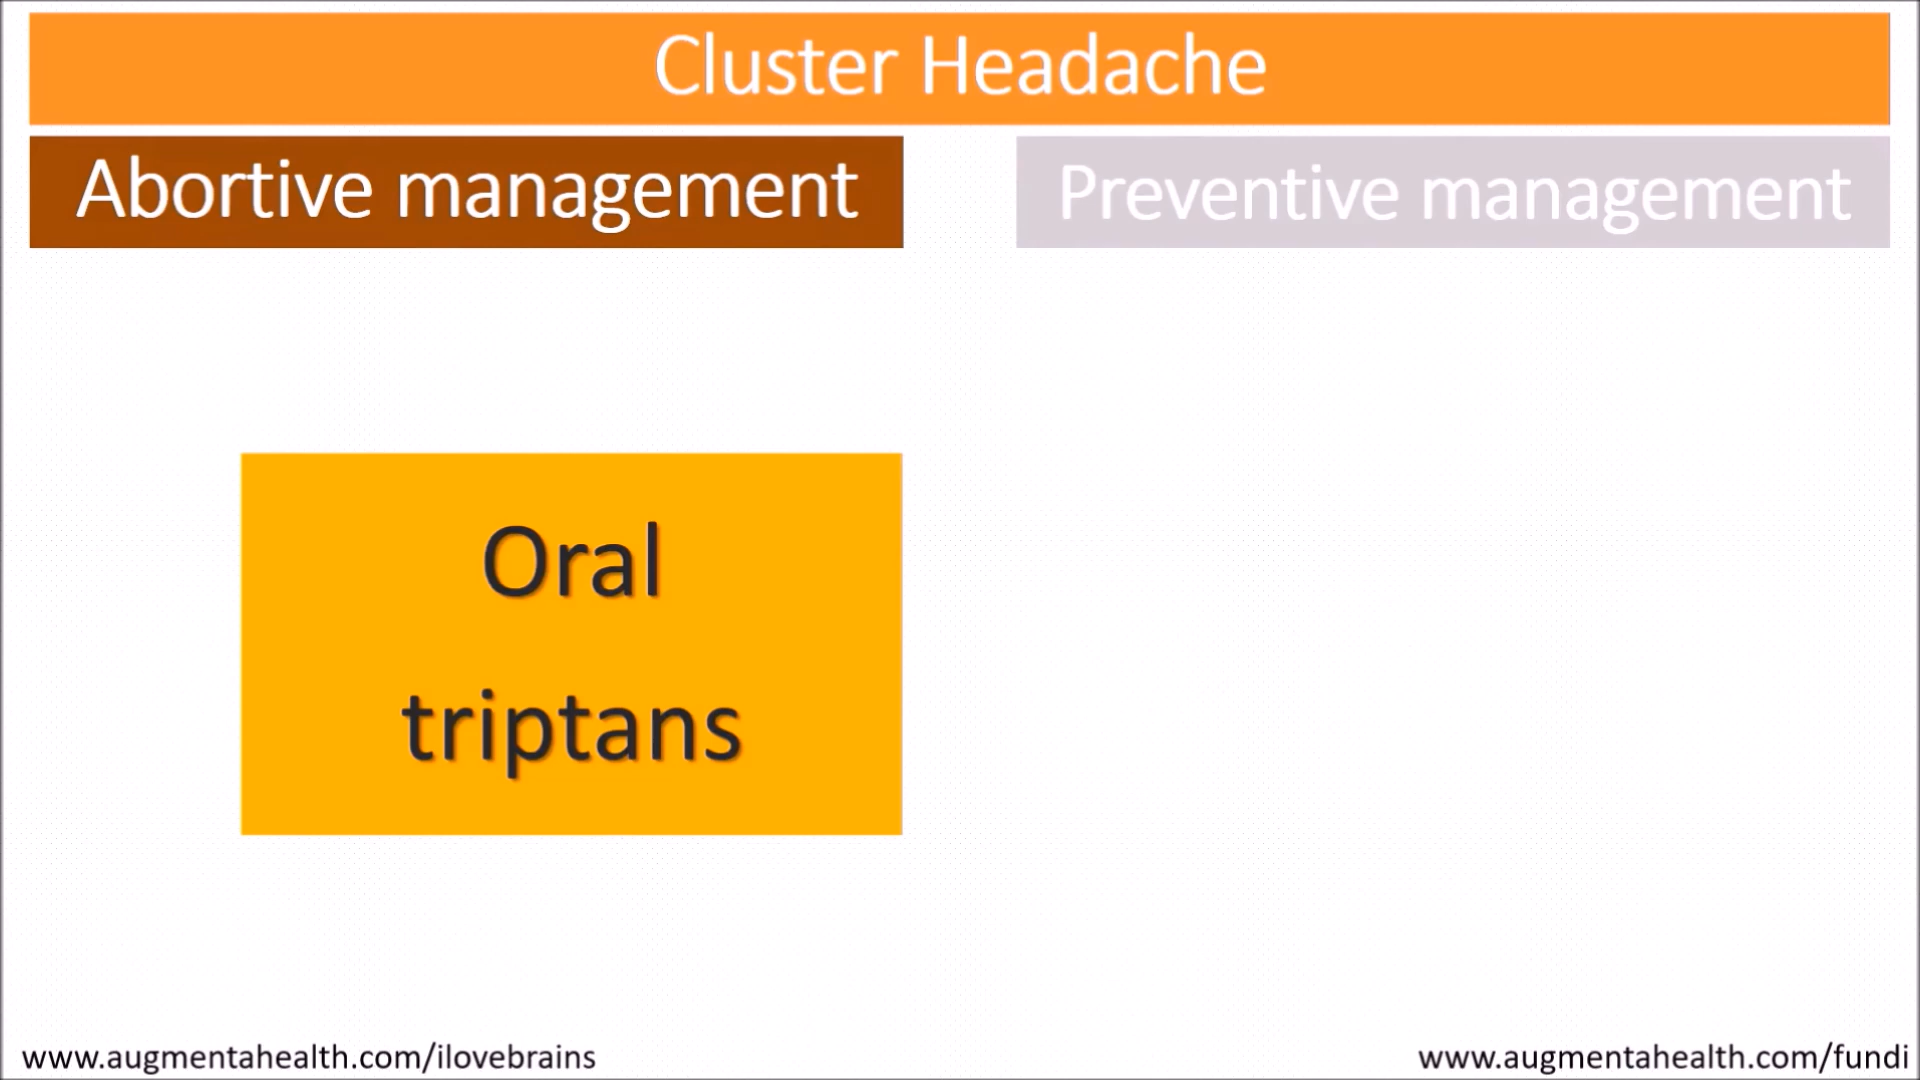 Cluster Headache
Abortive management
Preventive management
Oral
triptans
www.augmentahealth.com/ilovebrains
www.augmentahealth.com/fundi